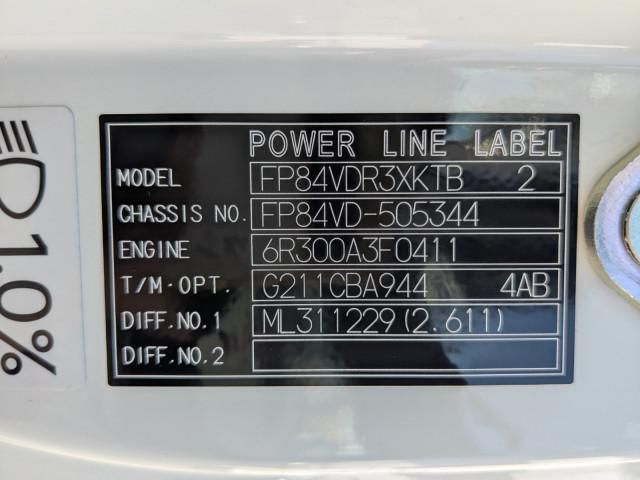 POWER LINE LABEL
MODEL FP84VDR3XKTB 2
CHASSIS NO. FP84VD-505344
ENGINE 6R300A3F0411
T/M·OPT. G211CBA944 4AB
DIFF.NO.1 ML311229(2.611)
DIFF.NO.2
1.0%